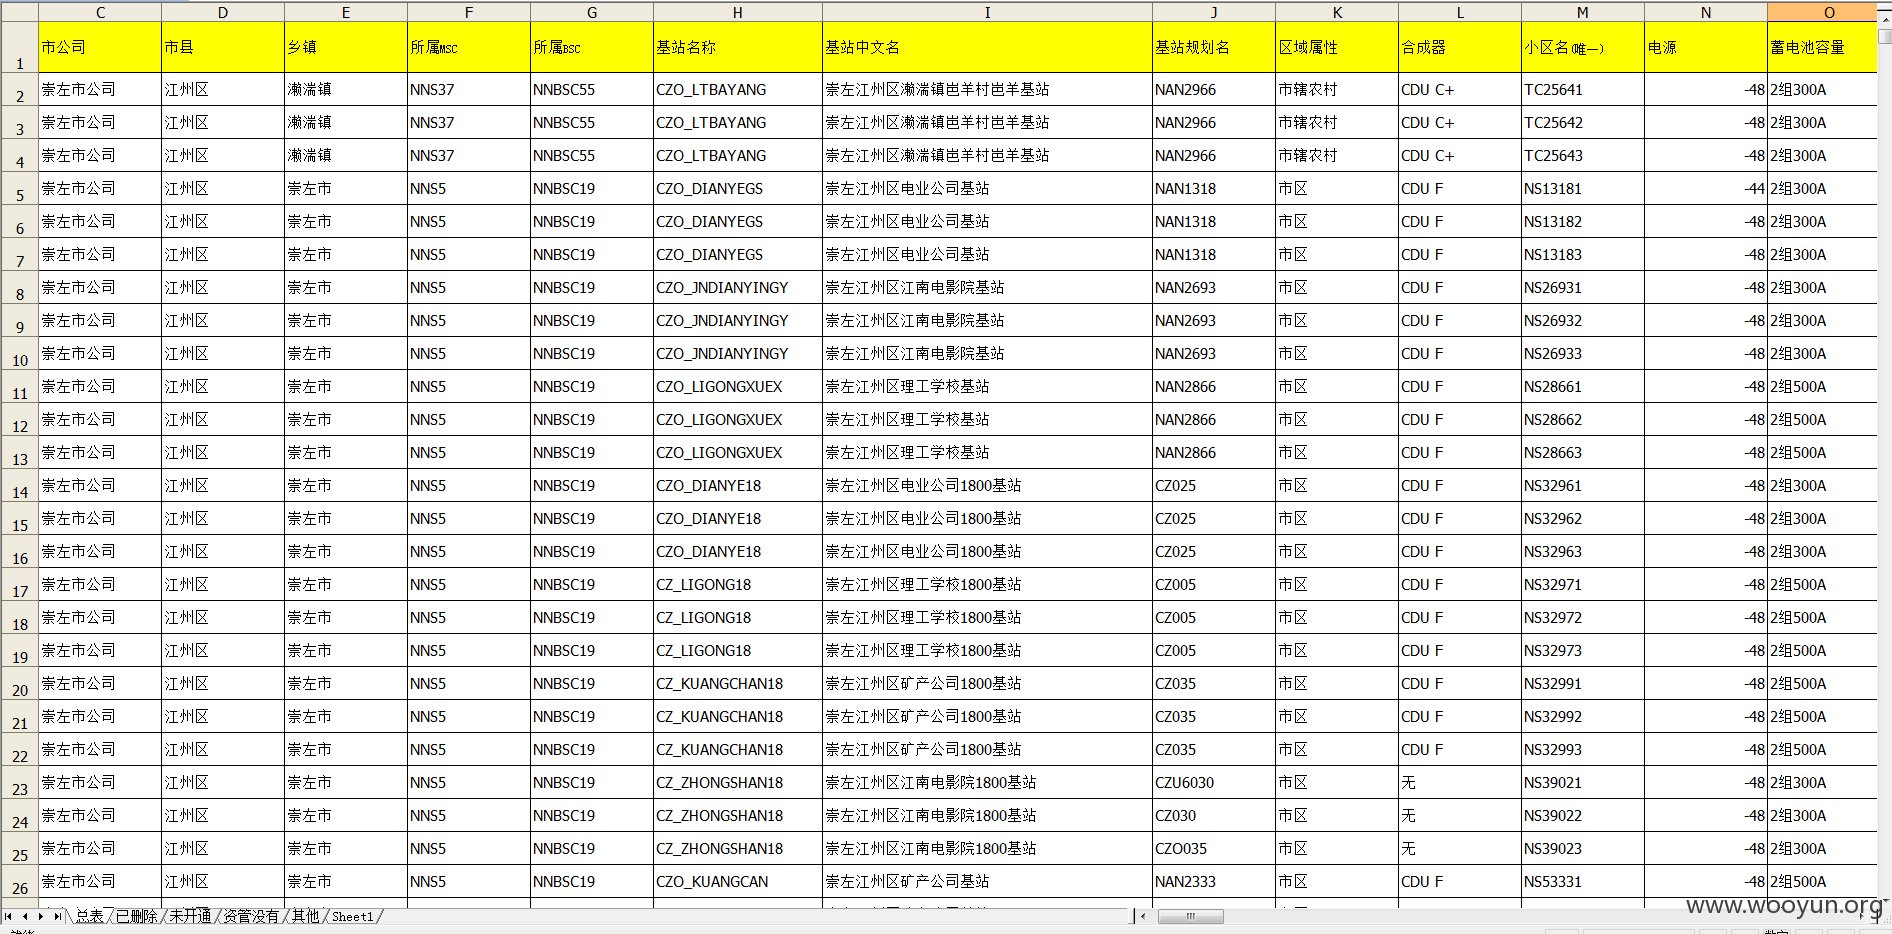 C D E F G H I J K L M N O
1 市公司 市县 乡镇 所属MSC 所属BSC 基站名称 基站中文名 基站规划名 区域属性 合成器 小区名(唯一) 电源 蓄电池容量
2 崇左市公司 江州区 濑湍镇 NNS37 NNBSC55 CZO_LTBAYANG 崇左江州区濑湍镇岜羊村岜羊基站 NAN2966 市辖农村 CDU C+ TC25641 -48 2组300A
3 崇左市公司 江州区 濑湍镇 NNS37 NNBSC55 CZO_LTBAYANG 崇左江州区濑湍镇岜羊村岜羊基站 NAN2966 市辖农村 CDU C+ TC25642 -48 2组300A
4 崇左市公司 江州区 濑湍镇 NNS37 NNBSC55 CZO_LTBAYANG 崇左江州区濑湍镇岜羊村岜羊基站 NAN2966 市辖农村 CDU C+ TC25643 -48 2组300A
5 崇左市公司 江州区 崇左市 NNS5 NNBSC19 CZO_DIANYEGS 崇左江州区电业公司基站 NAN1318 市区 CDU F NS13181 -44 2组300A
6 崇左市公司 江州区 崇左市 NNS5 NNBSC19 CZO_DIANYEGS 崇左江州区电业公司基站 NAN1318 市区 CDU F NS13182 -48 2组300A
7 崇左市公司 江州区 崇左市 NNS5 NNBSC19 CZO_DIANYEGS 崇左江州区电业公司基站 NAN1318 市区 CDU F NS13183 -48 2组300A
8 崇左市公司 江州区 崇左市 NNS5 NNBSC19 CZO_JNDIANYINGY 崇左江州区江南电影院基站 NAN2693 市区 CDU F NS26931 -48 2组300A
9 崇左市公司 江州区 崇左市 NNS5 NNBSC19 CZO_JNDIANYINGY 崇左江州区江南电影院基站 NAN2693 市区 CDU F NS26932 -48 2组300A
10 崇左市公司 江州区 崇左市 NNS5 NNBSC19 CZO_JNDIANYINGY 崇左江州区江南电影院基站 NAN2693 市区 CDU F NS26933 -48 2组300A
11 崇左市公司 江州区 崇左市 NNS5 NNBSC19 CZO_LIGONGXUEX 崇左江州区理工学校基站 NAN2866 市区 CDU F NS28661 -48 2组500A
12 崇左市公司 江州区 崇左市 NNS5 NNBSC19 CZO_LIGONGXUEX 崇左江州区理工学校基站 NAN2866 市区 CDU F NS28662 -48 2组500A
13 崇左市公司 江州区 崇左市 NNS5 NNBSC19 CZO_LIGONGXUEX 崇左江州区理工学校基站 NAN2866 市区 CDU F NS28663 -48 2组500A
14 崇左市公司 江州区 崇左市 NNS5 NNBSC19 CZO_DIANYE18 崇左江州区电业公司1800基站 CZ025 市区 CDU F NS32961 -48 2组300A
15 崇左市公司 江州区 崇左市 NNS5 NNBSC19 CZO_DIANYE18 崇左江州区电业公司1800基站 CZ025 市区 CDU F NS32962 -48 2组300A
16 崇左市公司 江州区 崇左市 NNS5 NNBSC19 CZO_DIANYE18 崇左江州区电业公司1800基站 CZ025 市区 CDU F NS32963 -48 2组300A
17 崇左市公司 江州区 崇左市 NNS5 NNBSC19 CZ_LIGONG18 崇左江州区理工学校1800基站 CZ005 市区 CDU F NS32971 -48 2组500A
18 崇左市公司 江州区 崇左市 NNS5 NNBSC19 CZ_LIGONG18 崇左江州区理工学校1800基站 CZ005 市区 CDU F NS32972 -48 2组500A
19 崇左市公司 江州区 崇左市 NNS5 NNBSC19 CZ_LIGONG18 崇左江州区理工学校1800基站 CZ005 市区 CDU F NS32973 -48 2组500A
20 崇左市公司 江州区 崇左市 NNS5 NNBSC19 CZ_KUANGCHAN18 崇左江州区矿产公司1800基站 CZ035 市区 CDU F NS32991 -48 2组500A
21 崇左市公司 江州区 崇左市 NNS5 NNBSC19 CZ_KUANGCHAN18 崇左江州区矿产公司1800基站 CZ035 市区 CDU F NS32992 -48 2组500A
22 崇左市公司 江州区 崇左市 NNS5 NNBSC19 CZ_KUANGCHAN18 崇左江州区矿产公司1800基站 CZ035 市区 CDU F NS32993 -48 2组500A
23 崇左市公司 江州区 崇左市 NNS5 NNBSC19 CZ_ZHONGSHAN18 崇左江州区江南电影院1800基站 CZU6030 市区 无 NS39021 -48 2组300A
24 崇左市公司 江州区 崇左市 NNS5 NNBSC19 CZ_ZHONGSHAN18 崇左江州区江南电影院1800基站 CZ030 市区 无 NS39022 -48 2组300A
25 崇左市公司 江州区 崇左市 NNS5 NNBSC19 CZ_ZHONGSHAN18 崇左江州区江南电影院1800基站 CZO035 市区 无 NS39023 -48 2组300A
26 崇左市公司 江州区 崇左市 NNS5 NNBSC19 CZO_KUANGCAN 崇左江州区矿产公司基站 NAN2333 市区 CDU F NS53331 -48 2组500A
总表 已删除 未开通 资管没有 其他 Sheet1
www.wooyun.org